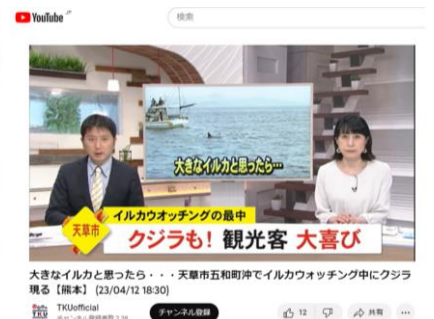 YouTube JP
検索
大きなイルカと思ったら…
天草市
イルカウオッチングの最中
クジラも! 観光客 大喜び
大きなイルカと思ったら・・・天草市五和町沖でイルカウォッチング中にクジラ
現る【熊本】 (23/04/12 18:30)
TKU
TKUofficial
チャンネル登録
12
共有